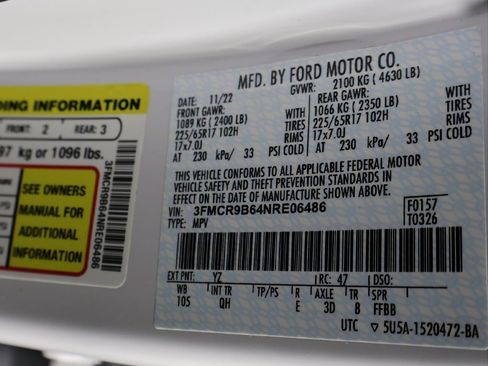 DING INFORMATION
FRONT: 2 REAR: 3
97 kg or 1096 lbs.
SEE OWNERS
MANUAL FOR
ADDITIONAL
INFORMATION
3FMCR9B64NRE06486
MFD. BY FORD MOTOR CO.
DATE: 11/22 GVWR: 2100 KG ( 4630 LB)
FRONT GAWR: REAR GAWR:
1089 KG ( 2400 LB) 1066 KG ( 2350 LB)
225/65R17 102H TIRES 225/65R17 102H TIRES
17x7.0J RIMS 17x7.0J RIMS
AT 230 kPa/ 33 PSI COLD AT 230 kPa/ 33 PSI COLD
THIS VEHICLE CONFORMS TO ALL APPLICABLE FEDERAL MOTOR
VEHICLE SAFETY AND THEFT PREVENTION STANDARDS IN
EFFECT ON THE DATE OF MANUFACTURE SHOWN ABOVE.
VIN: 3FMCR9B64NRE06486 F0157
TYPE: MPV T0326
EXT PNT: YZ RC: 47 DSO:
WB INT TR TP/PS R AXLE TR SPR
105 QH E 3D 8 FFBB
UTC ▽ 5U5A-1520472-BA